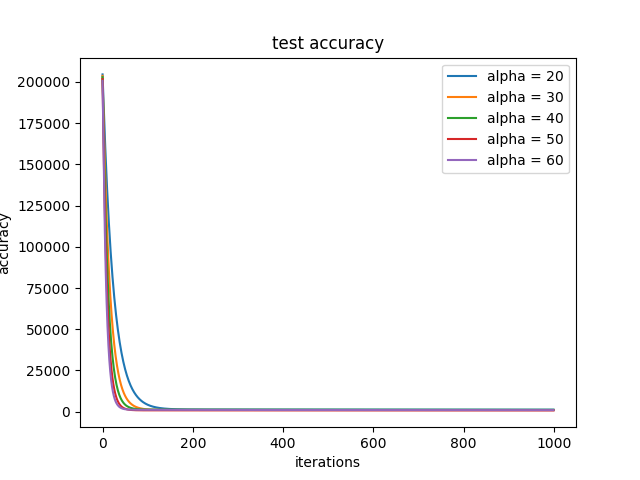 test accuracy
alpha = 20
alpha = 30
alpha = 40
alpha = 50
alpha = 60
200000
175000
150000
125000
100000
75000
50000
25000
0
accuracy
0 200 400 600 800 1000
iterations